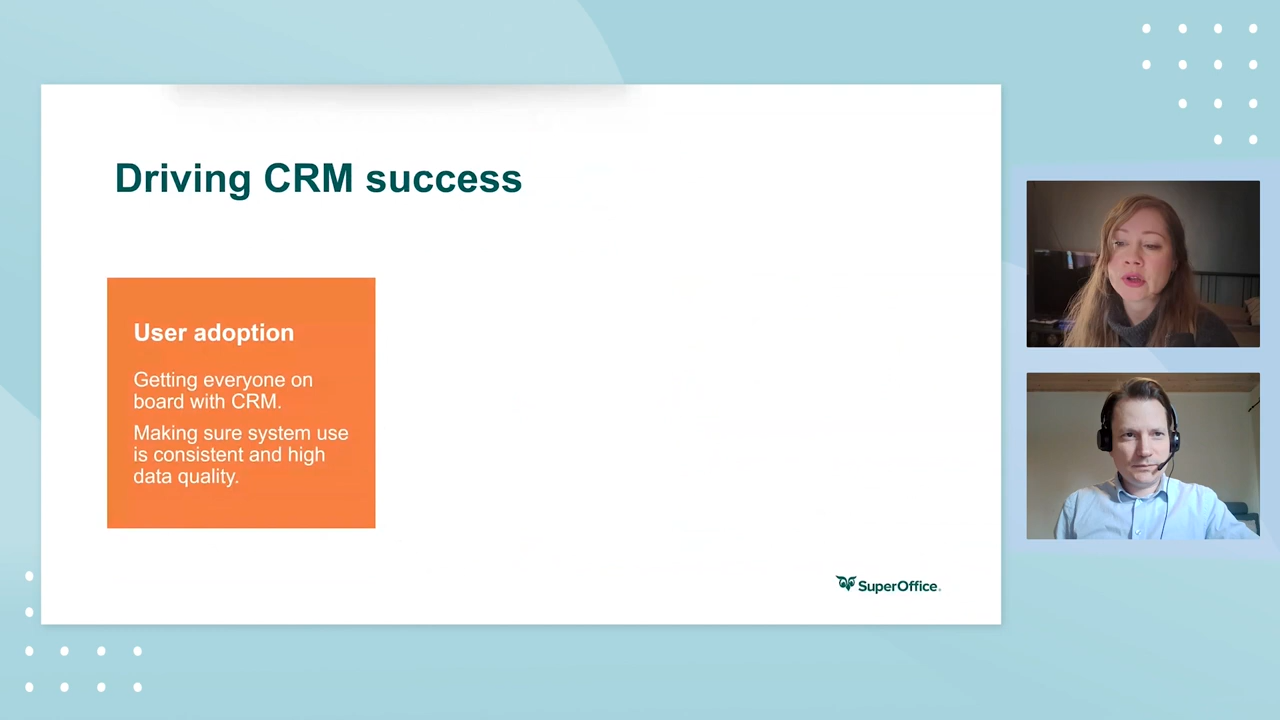 Driving CRM success
User adoption
Getting everyone on
board with CRM.
Making sure system use
is consistent and high
data quality.
SuperOffice